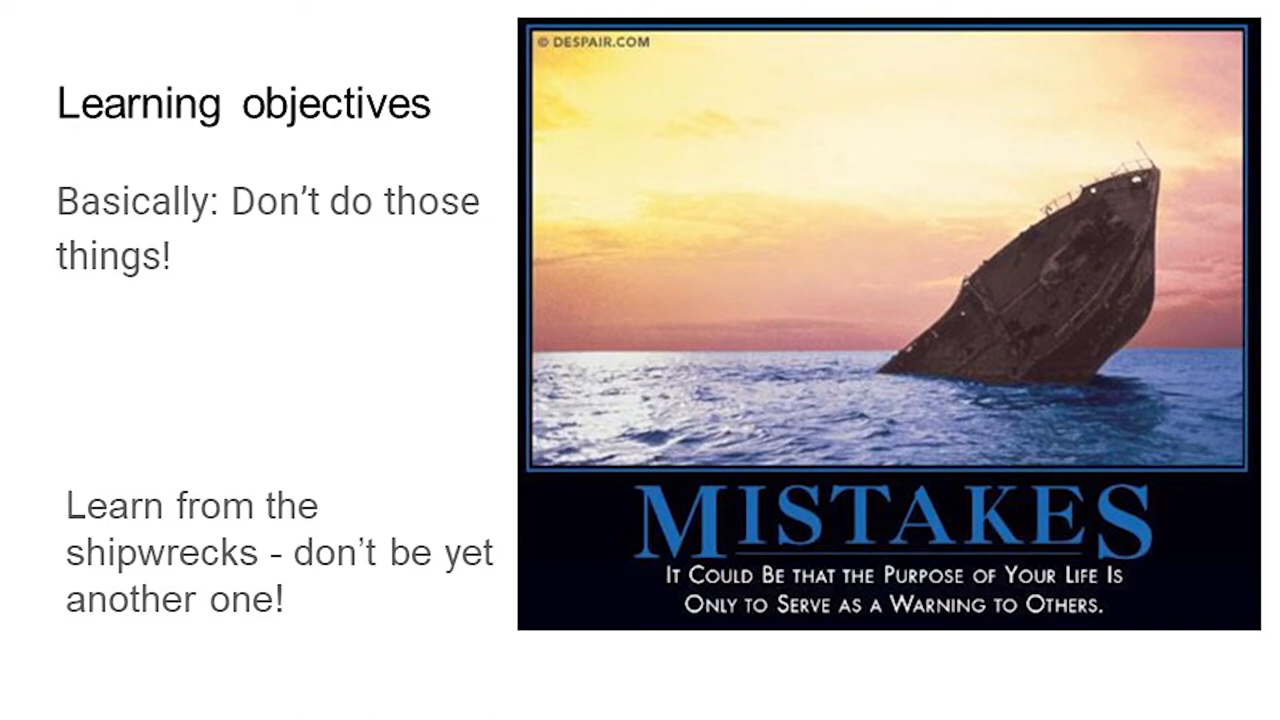 Learning objectives
Basically: Don't do those
things!
Learn from the
shipwrecks - don't be yet
another one!
© DESPAIR.COM
MISTAKES
IT COULD BE THAT THE PURPOSE OF YOUR LIFE IS
ONLY TO SERVE AS A WARNING TO OTHERS.